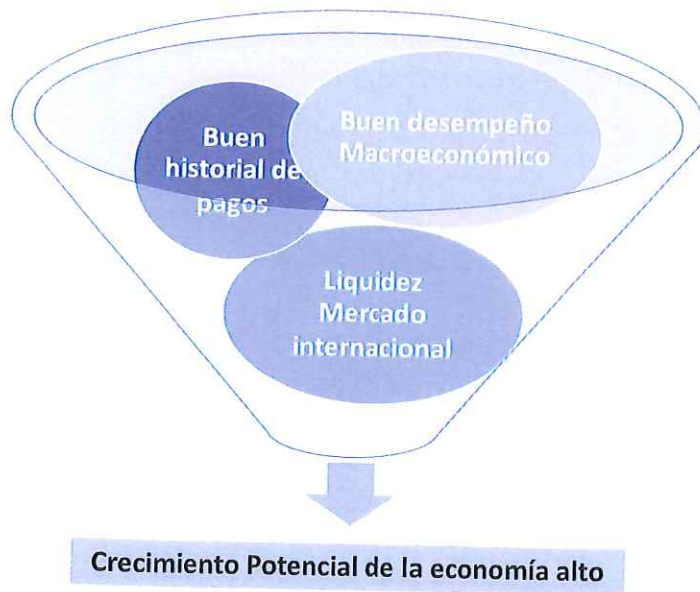 Buen
historial de
pagos
Buen desempeño
Macroeconómico
Liquidez
Mercado
internacional
Crecimiento Potencial de la economía alto